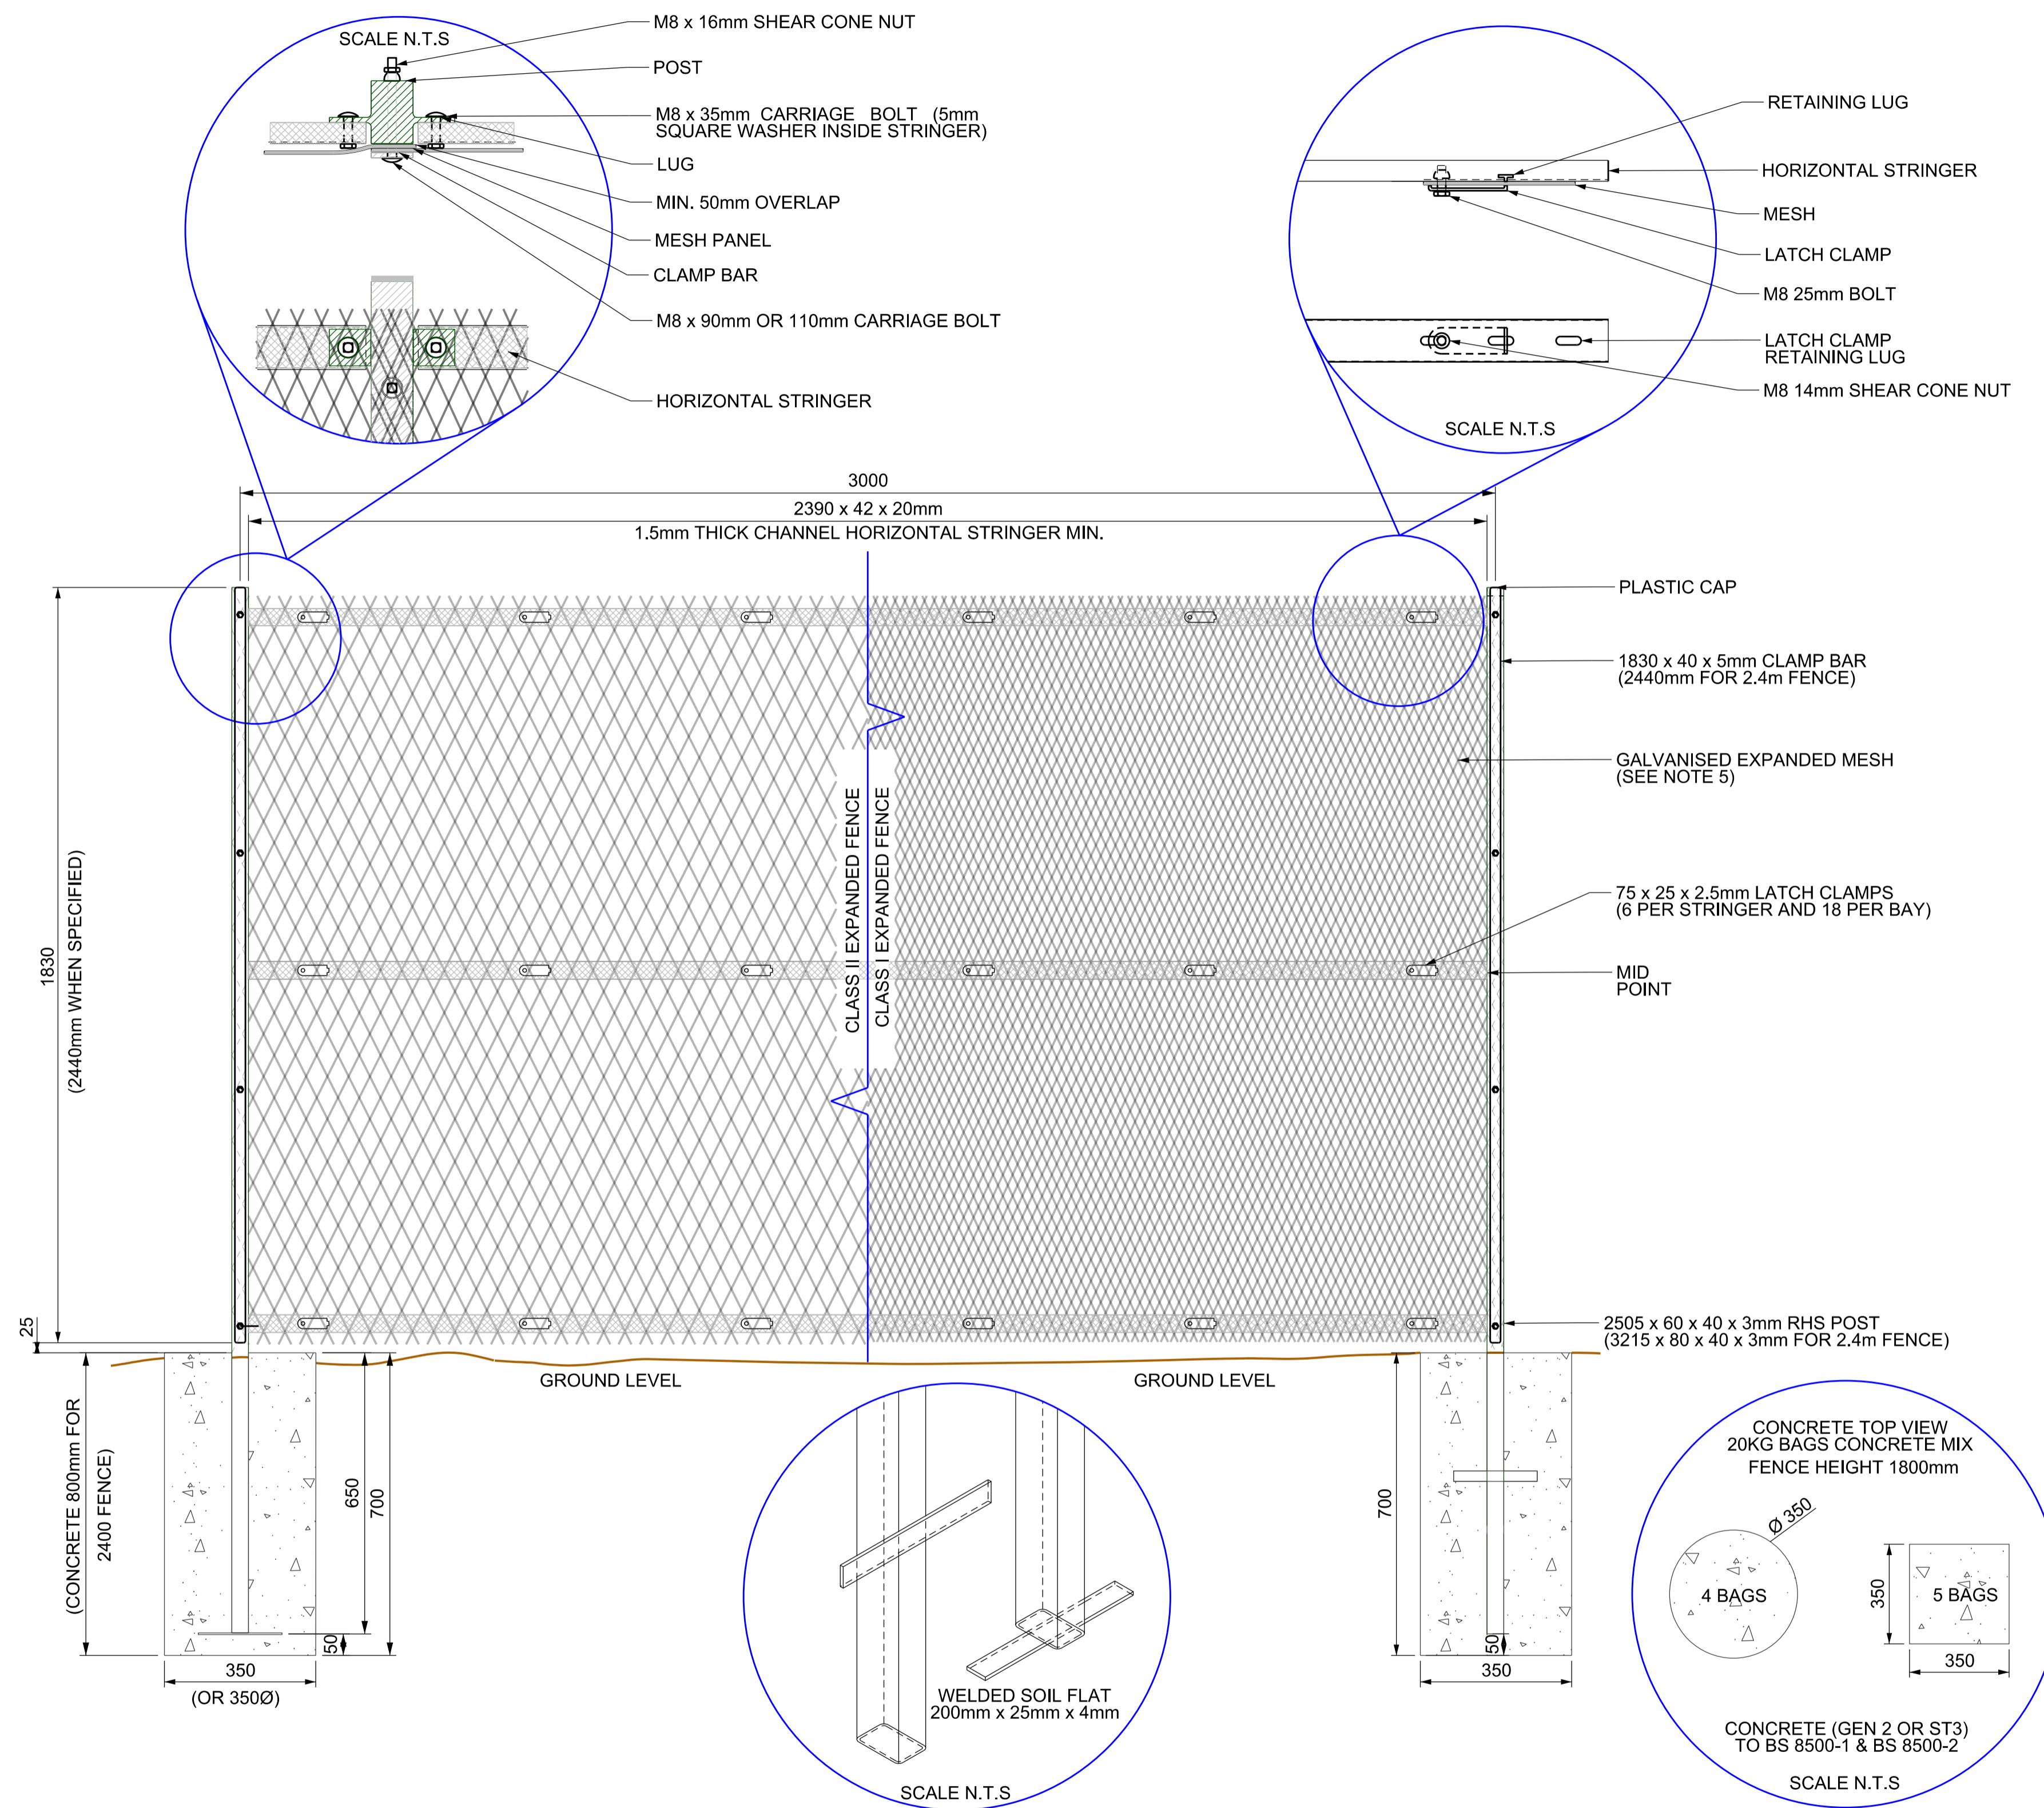 SCALE N.T.S
M8 x 16mm SHEAR CONE NUT
POST
M8 x 35mm CARRIAGE BOLT (5mm
SQUARE WASHER INSIDE STRINGER)
LUG
MIN. 50mm OVERLAP
MESH PANEL
CLAMP BAR
M8 x 90mm OR 110mm CARRIAGE BOLT
HORIZONTAL STRINGER
RETAINING LUG
HORIZONTAL STRINGER
MESH
LATCH CLAMP
M8 25mm BOLT
LATCH CLAMP
RETAINING LUG
M8 14mm SHEAR CONE NUT
SCALE N.T.S
3000
2390 x 42 x 20mm
1.5mm THICK CHANNEL HORIZONTAL STRINGER MIN.
PLASTIC CAP
1830 x 40 x 5mm CLAMP BAR
(2440mm FOR 2.4m FENCE)
GALVANISED EXPANDED MESH
(SEE NOTE 5)
75 x 25 x 2.5mm LATCH CLAMPS
(6 PER STRINGER AND 18 PER BAY)
MID
POINT
2505 x 60 x 40 x 3mm RHS POST
(3215 x 80 x 40 x 3mm FOR 2.4m FENCE)
CLASS II EXPANDED FENCE
CLASS I EXPANDED FENCE
1830
(2440mm WHEN SPECIFIED)
25
GROUND LEVEL
GROUND LEVEL
(CONCRETE 800mm FOR
2400 FENCE)
650
700
50
350
(OR 350Ø)
WELDED SOIL FLAT
200mm x 25mm x 4mm
SCALE N.T.S
700
50
350
CONCRETE TOP VIEW
20KG BAGS CONCRETE MIX
FENCE HEIGHT 1800mm
Ø 350
4 BAGS
350
5 BAGS
350
CONCRETE (GEN 2 OR ST3)
TO BS 8500-1 & BS 8500-2
SCALE N.T.S